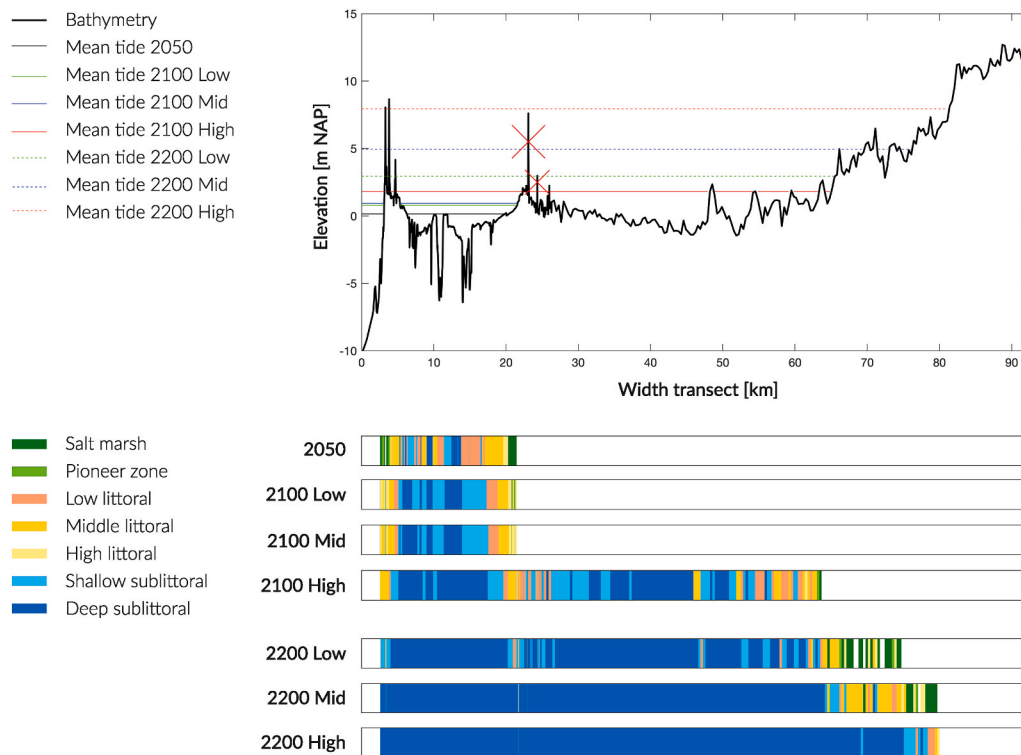 Bathymetry
Mean tide 2050
Mean tide 2100 Low
Mean tide 2100 Mid
Mean tide 2100 High
Mean tide 2200 Low
Mean tide 2200 Mid
Mean tide 2200 High
Elevation [m NAP]
15
10
5
0
-5
-10
0 10 20 30 40 50 60 70 80 90
Width transect [km]
Salt marsh
Pioneer zone
Low littoral
Middle littoral
High littoral
Shallow sublittoral
Deep sublittoral
2050
2100 Low
2100 Mid
2100 High
2200 Low
2200 Mid
2200 High